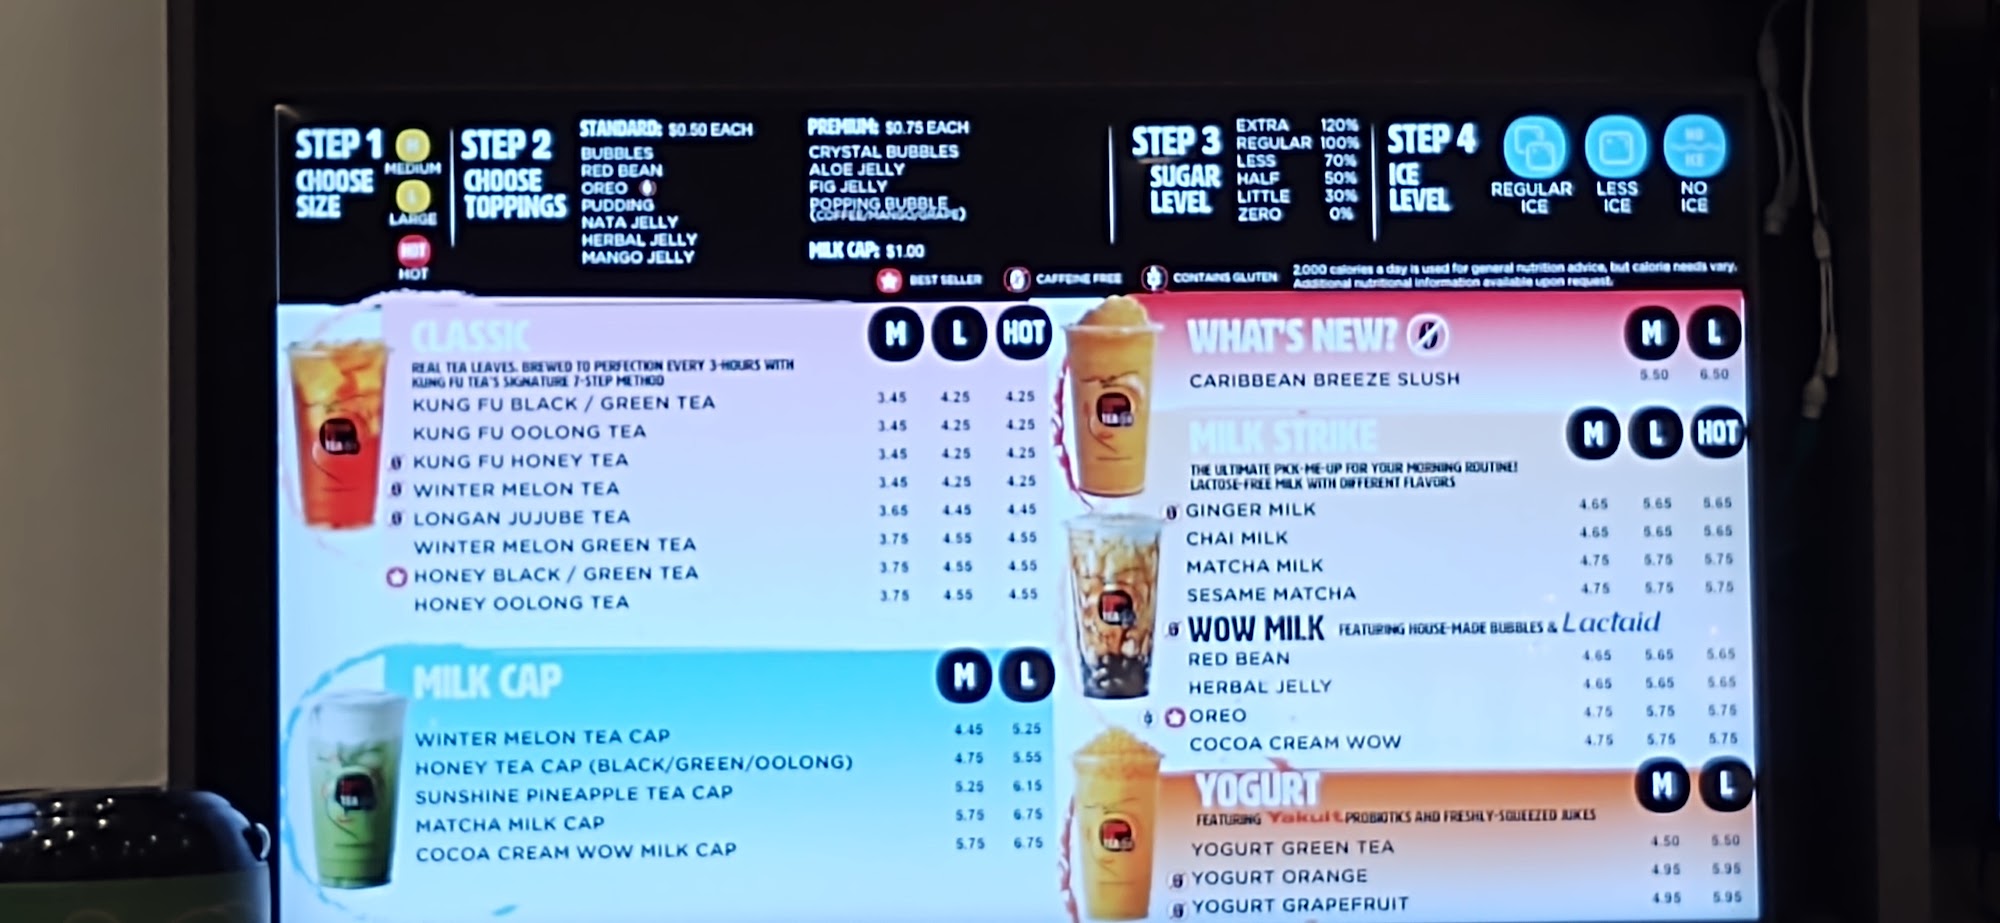 STEP 1
CHOOSE
SIZE
M
MEDIUM
L
LARGE
HOT
HOT
STEP 2
CHOOSE
TOPPINGS
STANDARD: $0.50 EACH
BUBBLES
RED BEAN
OREO
PUDDING
NATA JELLY
HERBAL JELLY
MANGO JELLY
PREMIUM: $0.75 EACH
CRYSTAL BUBBLES
ALOE JELLY
FIG JELLY
POPPING BUBBLE
(COFFEE/MANGO/GRAPE)
MILK CAP: $1.00
STEP 3
SUGAR
LEVEL
EXTRA 120%
REGULAR 100%
LESS 70%
HALF 50%
LITTLE 30%
ZERO 0%
STEP 4
ICE
LEVEL
REGULAR
ICE
LESS
ICE
NO
ICE
NO
ICE
BEST SELLER
CAFFEINE FREE
CONTAINS GLUTEN
2,000 calories a day is used for general nutrition advice, but calorie needs vary.
Additional nutritional information available upon request.
CLASSIC M L HOT
REAL TEA LEAVES. BREWED TO PERFECTION EVERY 3-HOURS WITH
KUNG FU TEA'S SIGNATURE 7-STEP METHOD
KUNG FU BLACK / GREEN TEA 3.45 4.25 4.25
KUNG FU OOLONG TEA 3.45 4.25 4.25
KUNG FU HONEY TEA 3.45 4.25 4.25
WINTER MELON TEA 3.45 4.25 4.25
LONGAN JUJUBE TEA 3.65 4.45 4.45
WINTER MELON GREEN TEA 3.75 4.55 4.55
HONEY BLACK / GREEN TEA 3.75 4.55 4.55
HONEY OOLONG TEA 3.75 4.55 4.55
MILK CAP M L
WINTER MELON TEA CAP 4.45 5.25
HONEY TEA CAP (BLACK/GREEN/OOLONG) 4.75 5.55
SUNSHINE PINEAPPLE TEA CAP 5.25 6.15
MATCHA MILK CAP 5.75 6.75
COCOA CREAM WOW MILK CAP 5.75 6.75
WHAT'S NEW? M L
CARIBBEAN BREEZE SLUSH 5.50 6.50
MILK STRIKE M L HOT
THE ULTIMATE PICK-ME-UP FOR YOUR MORNING ROUTINE!
LACTOSE-FREE MILK WITH DIFFERENT FLAVORS
GINGER MILK 4.65 5.65 5.65
CHAI MILK 4.65 5.65 5.65
MATCHA MILK 4.75 5.75 5.75
SESAME MATCHA 4.75 5.75 5.75
WOW MILK FEATURING HOUSE-MADE BUBBLES & Lactaid
RED BEAN 4.65 5.65 5.65
HERBAL JELLY 4.65 5.65 5.65
OREO 4.75 5.75 5.75
COCOA CREAM WOW 4.75 5.75 5.75
YOGURT M L
FEATURING Yakult PROBIOTICS AND FRESHLY-SQUEEZED JUICES
YOGURT GREEN TEA 4.50 5.50
YOGURT ORANGE 4.95 5.95
YOGURT GRAPEFRUIT 4.95 5.95